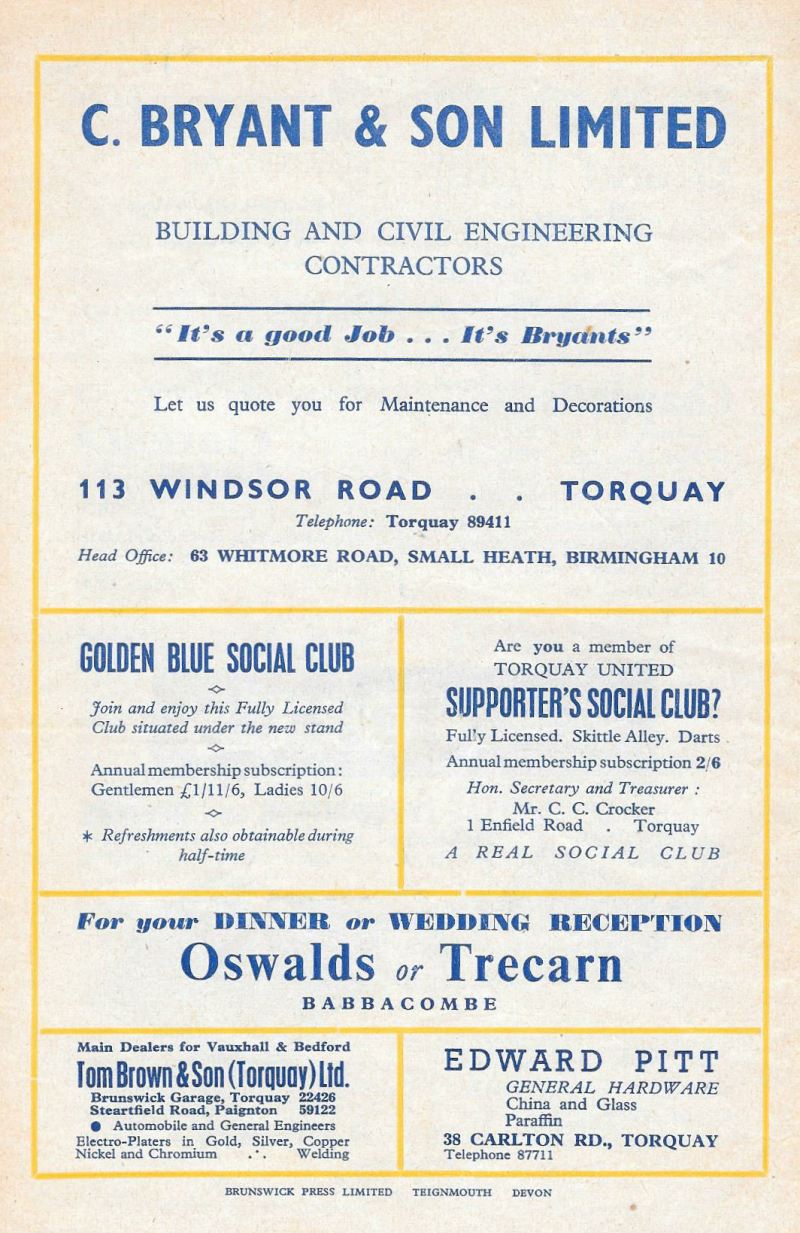 C. BRYANT & SON LIMITED
BUILDING AND CIVIL ENGINEERING
CONTRACTORS
"It's a good Job . . . It's Bryants"
Let us quote you for Maintenance and Decorations
113 WINDSOR ROAD . . TORQUAY
Telephone: Torquay 89411
Head Office: 63 WHITMORE ROAD, SMALL HEATH, BIRMINGHAM 10
GOLDEN BLUE SOCIAL CLUB
Join and enjoy this Fully Licensed
Club situated under the new stand
Annual membership subscription:
Gentlemen £1/11/6, Ladies 10/6
* Refreshments also obtainable during
half-time
Are you a member of
TORQUAY UNITED
SUPPORTER'S SOCIAL CLUB?
Fully Licensed. Skittle Alley. Darts
Annual membership subscription 2/6
Hon. Secretary and Treasurer :
Mr. C. C. Crocker
1 Enfield Road . Torquay
A REAL SOCIAL CLUB
For your DINNER or WEDDING RECEPTION
Oswalds or Trecarn
BABBACOMBE
Main Dealers for Vauxhall & Bedford
Tom Brown & Son (Torquay) Ltd.
Brunswick Garage, Torquay 22426
Steartfield Road, Paignton 59122
● Automobile and General Engineers
Electro-Platers in Gold, Silver, Copper
Nickel and Chromium .·. Welding
EDWARD PITT
GENERAL HARDWARE
China and Glass
Paraffin
38 CARLTON RD., TORQUAY
Telephone 87711
BRUNSWICK PRESS LIMITED TEIGNMOUTH DEVON